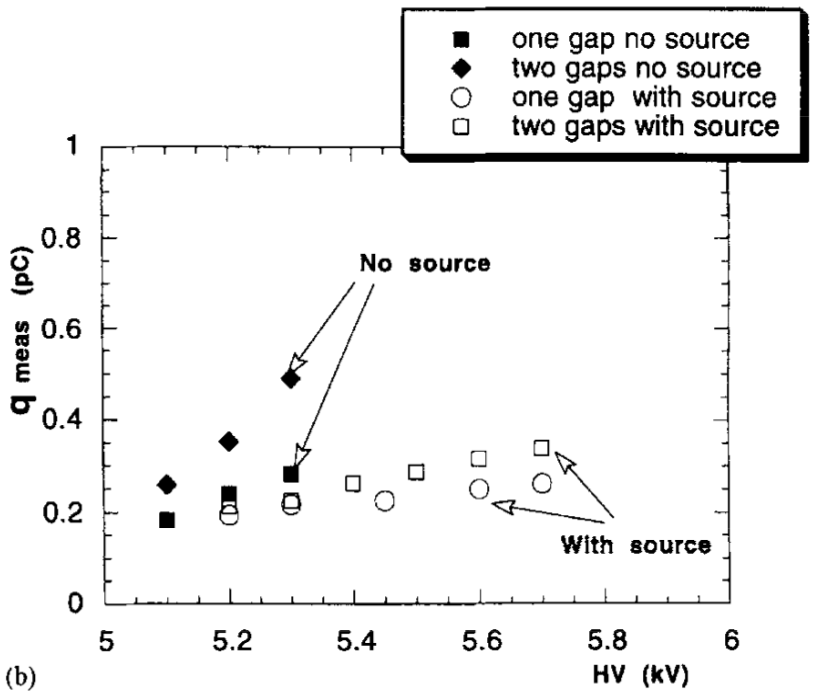 one gap no source
two gaps no source
one gap with source
two gaps with source
1
0.8
0.6
0.4
0.2
0
q meas (pC)
No source
With source
5
5.2
5.4
5.6
5.8
6
HV (kV)
(b)